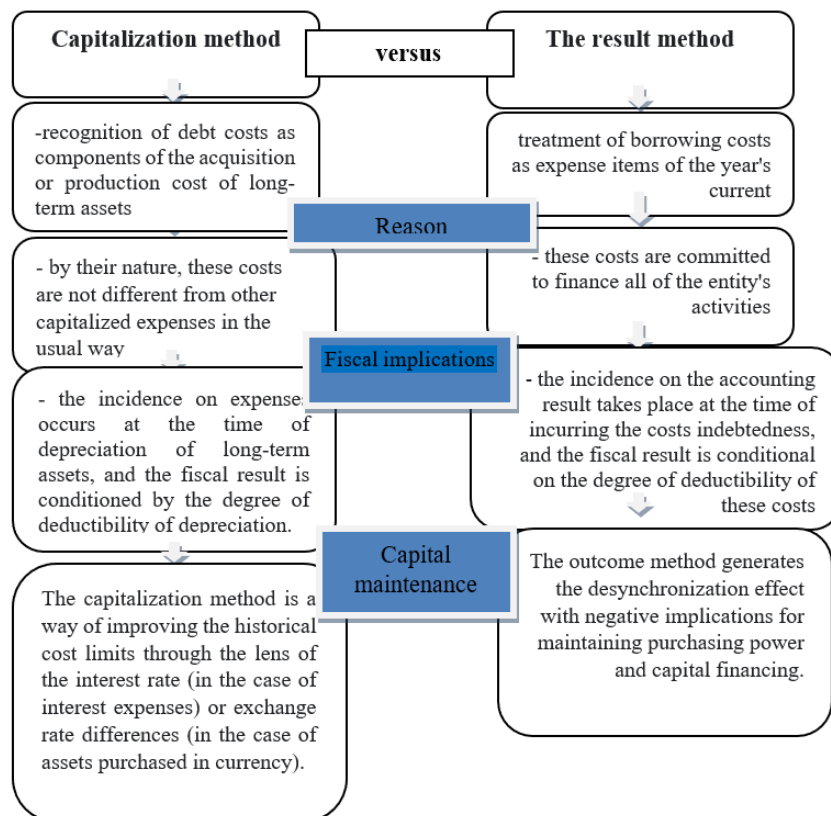 Capitalization method
versus
The result method
-recognition of debt costs as
components of the acquisition
or production cost of long-
term assets
treatment of borrowing costs
as expense items of the year's
current
Reason
- by their nature, these costs
are not different from other
capitalized expenses in the
usual way
- these costs are committed
to finance all of the entity's
activities
Fiscal implications
- the incidence on expenses
occurs at the time of
depreciation of long-term
assets, and the fiscal result is
conditioned by the degree of
deductibility of depreciation.
- the incidence on the accounting
result takes place at the time of
incurring the costs indebtedness,
and the fiscal result is conditional
on the degree of deductibility of
these costs
Capital
maintenance
The capitalization method is a
way of improving the historical
cost limits through the lens of
the interest rate (in the case of
interest expenses) or exchange
rate differences (in the case of
assets purchased in currency).
The outcome method generates
the desynchronization effect
with negative implications for
maintaining purchasing power
and capital financing.